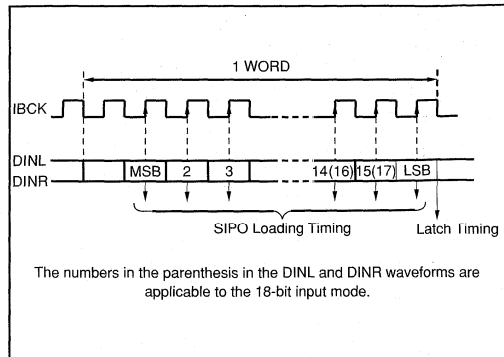 1 WORD
IBCK
DINL
DINR
MSB 2 3 14(16) 15(17) LSB
SIPO Loading Timing
Latch Timing
The numbers in the parenthesis in the DINL and DINR waveforms are
applicable to the 18-bit input mode.